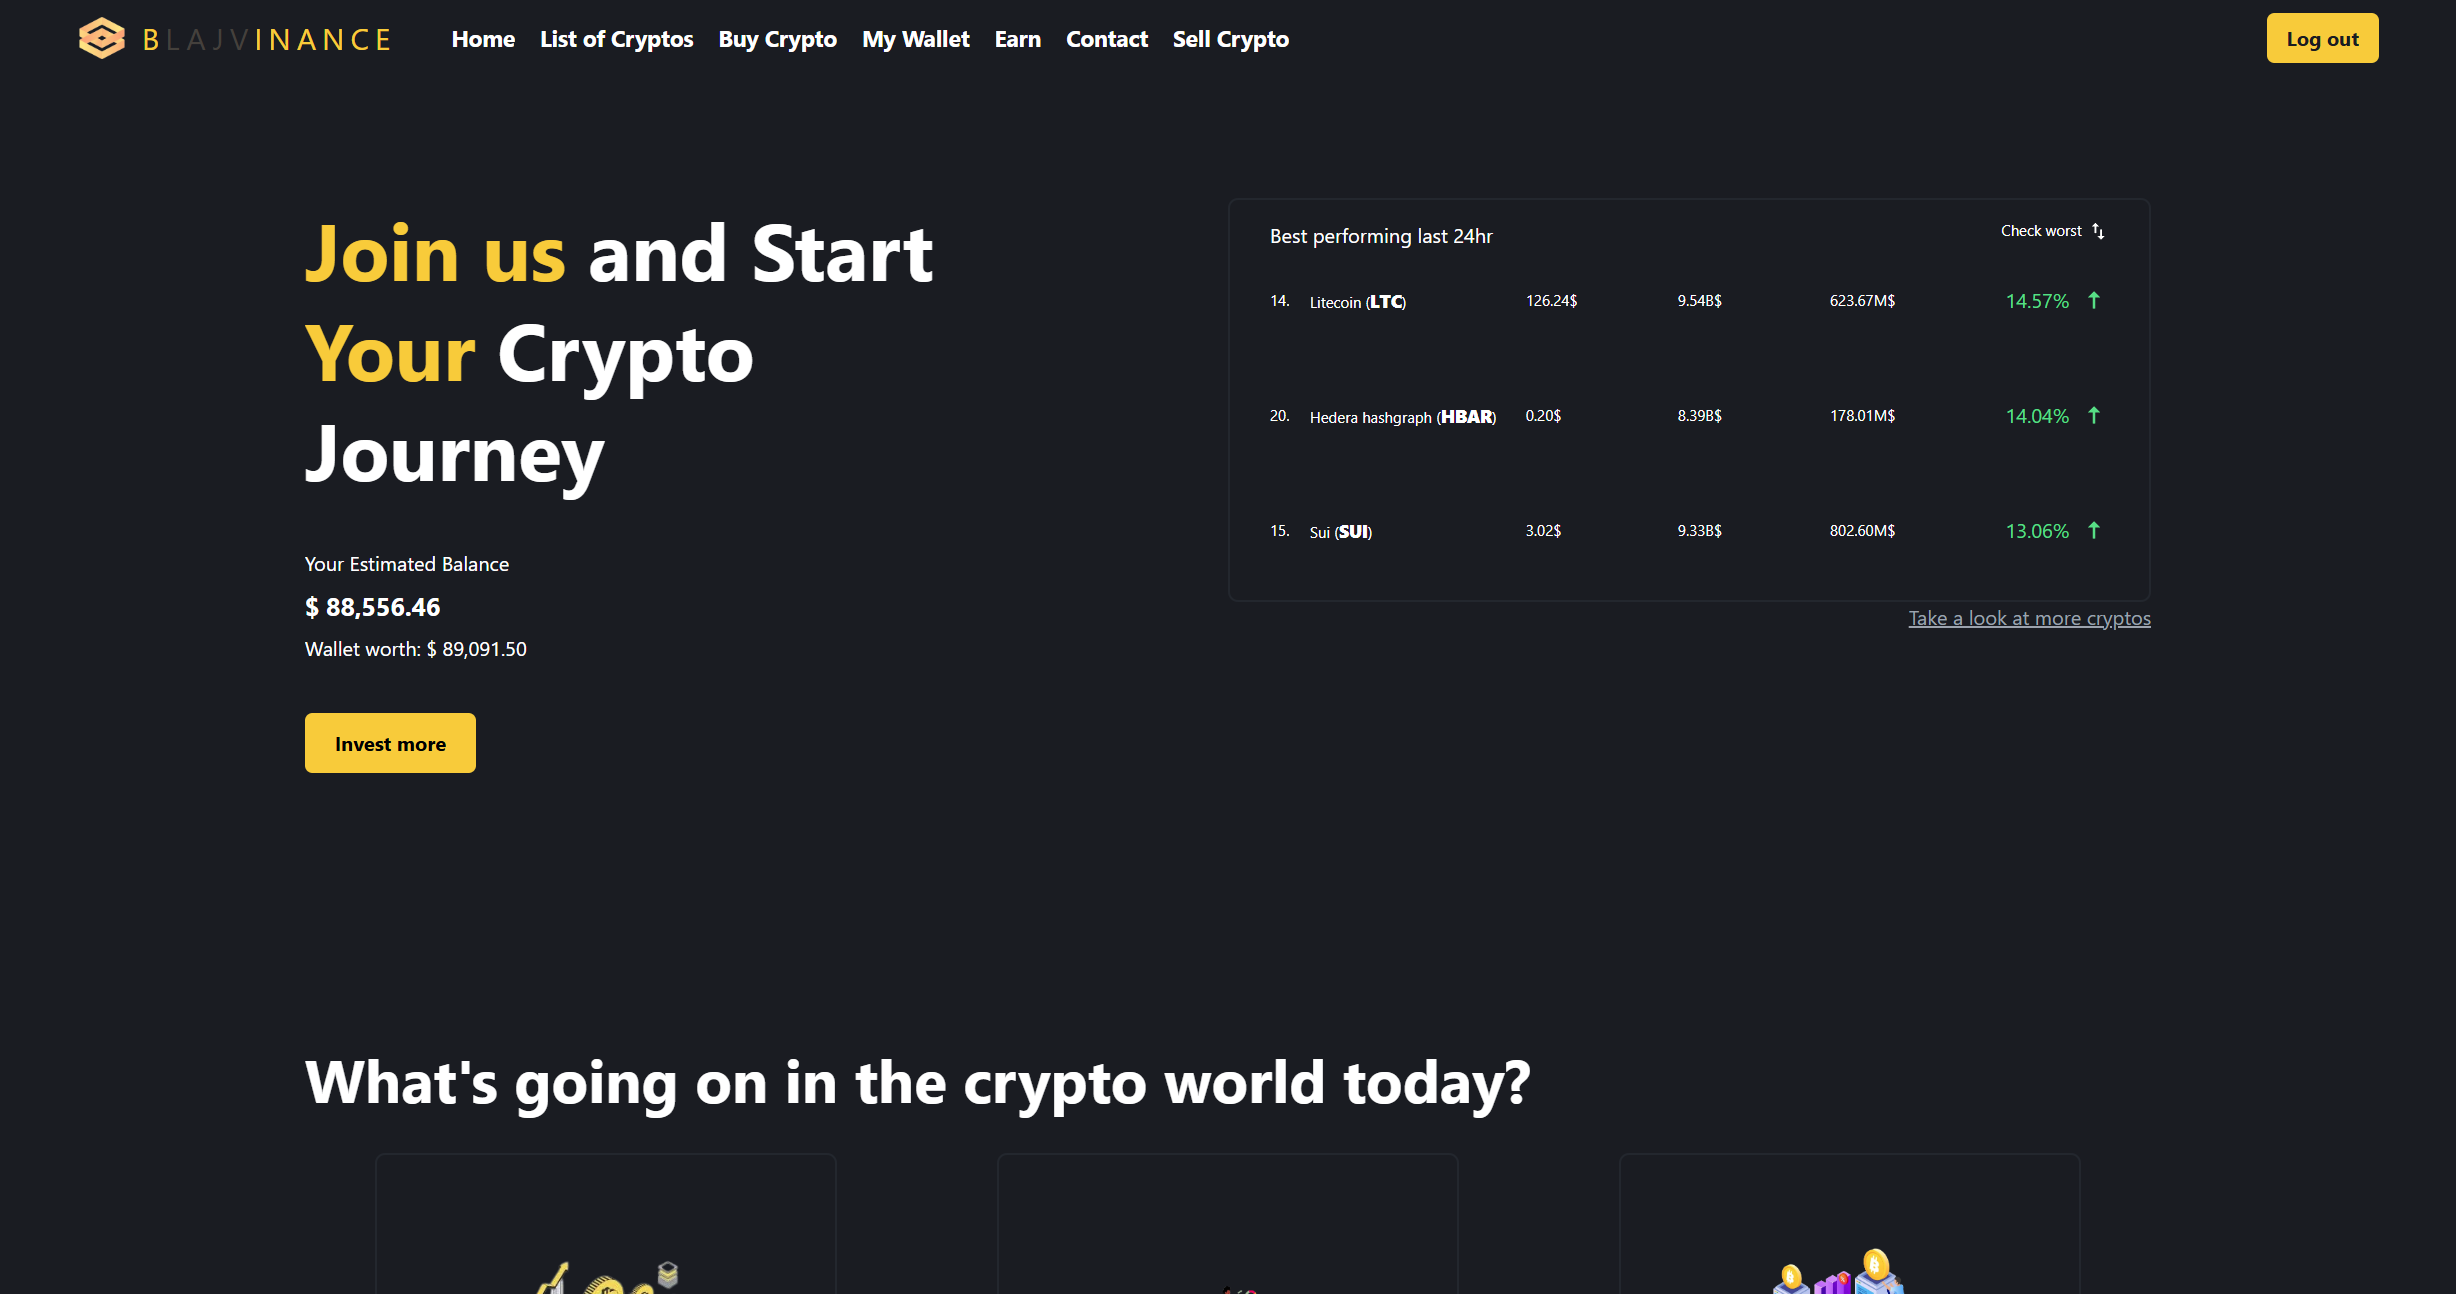 BLAJVINANCE Home List of Cryptos Buy Crypto My Wallet Earn Contact Sell Crypto Log out
Join us and Start
Your Crypto
Journey
Your Estimated Balance
$ 88,556.46
Wallet worth: $ 89,091.50
Invest more
Best performing last 24hr Check worst
14. Litecoin (LTC) 126.24$ 9.54B$ 623.67M$ 14.57%
20. Hedera hashgraph (HBAR) 0.20$ 8.39B$ 178.01M$ 14.04%
15. Sui (SUI) 3.02$ 9.33B$ 802.60M$ 13.06%
Take a look at more cryptos
What's going on in the crypto world today?